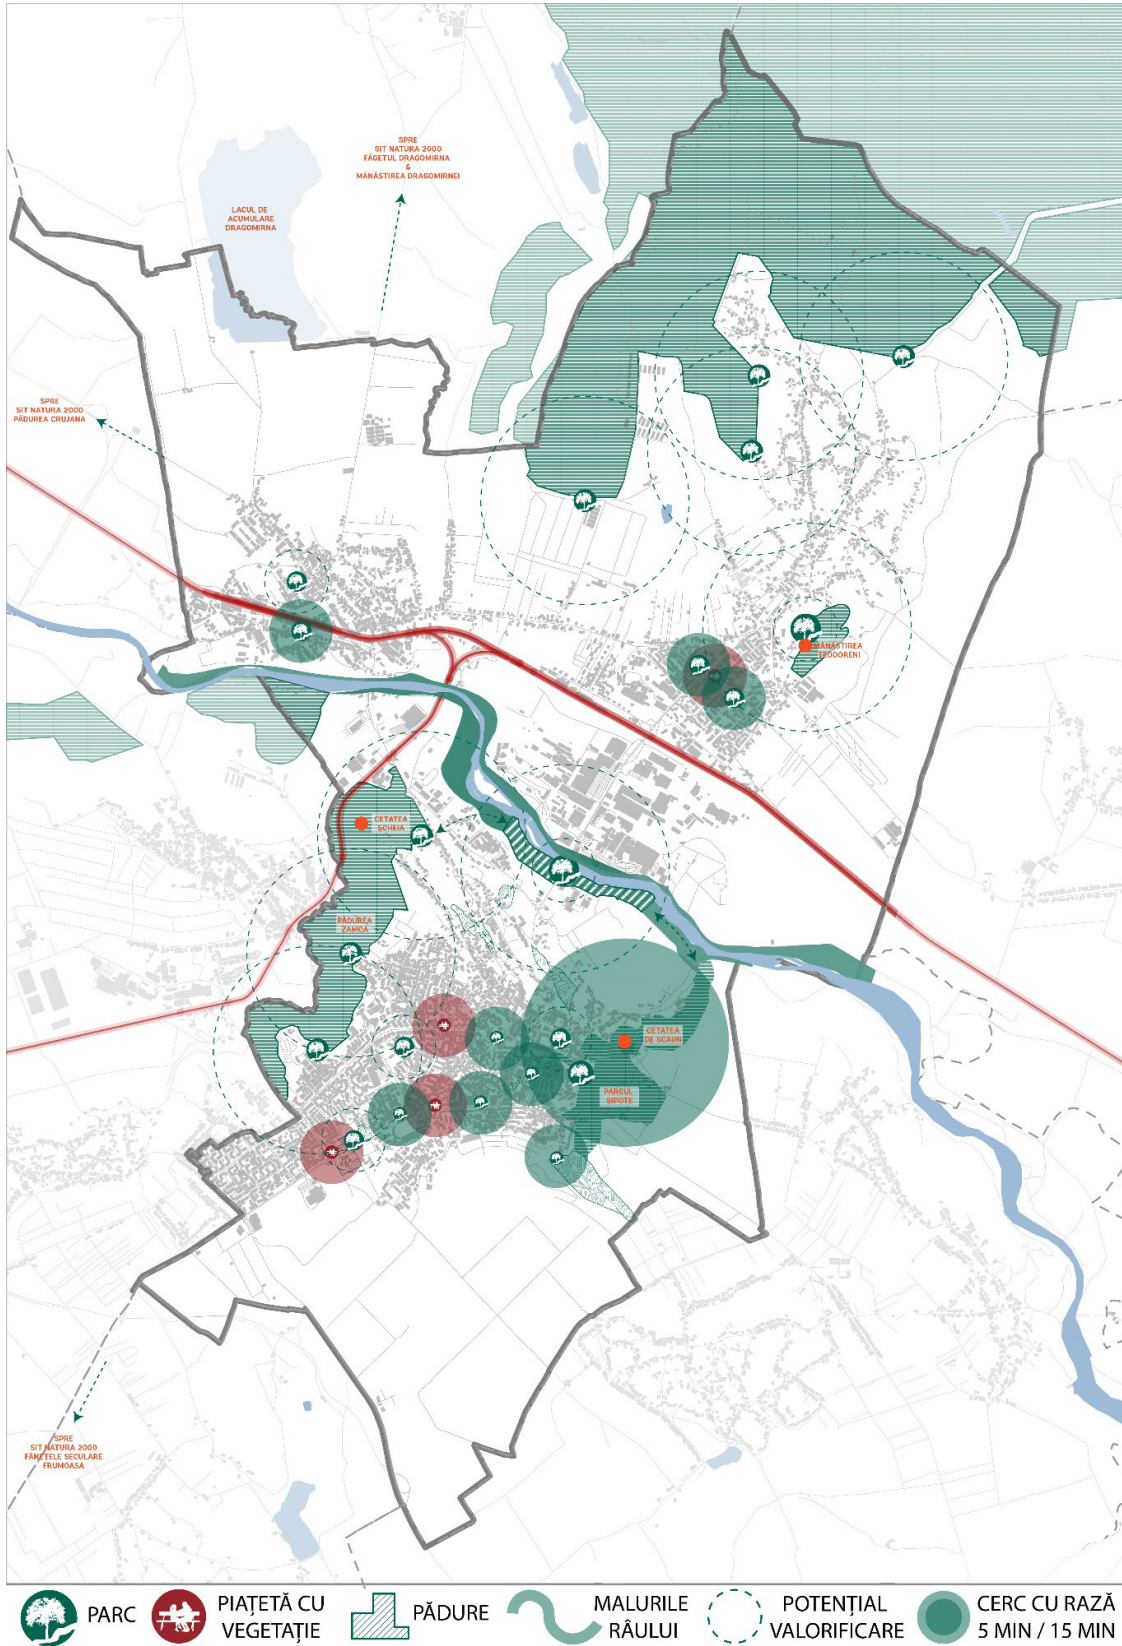 SPRE
SIT NATURA 2000
FĂGETUL DRAGOMIRNA
&
MĂNĂSTIREA DRAGOMIRNEI
LACUL DE
ACUMULARE
DRAGOMIRNA
SPRE
SIT NATURA 2000
PĂDUREA CRUJANA
MĂNĂSTIREA
TEODORENI
CETATEA
ȘCHEIA
PĂDUREA
ZAMCA
CETATEA
DE SCAUN
PARCUL
ȘIPOTE
SPRE
SIT NATURA 2000
FÂNEȚELE SECULARE
FRUMOASA
PARC
PIAȚETĂ CU
VEGETAȚIE
PĂDURE
MALURILE
RÂULUI
POTENȚIAL
VALORIFICARE
CERC CU RAZĂ
5 MIN / 15 MIN